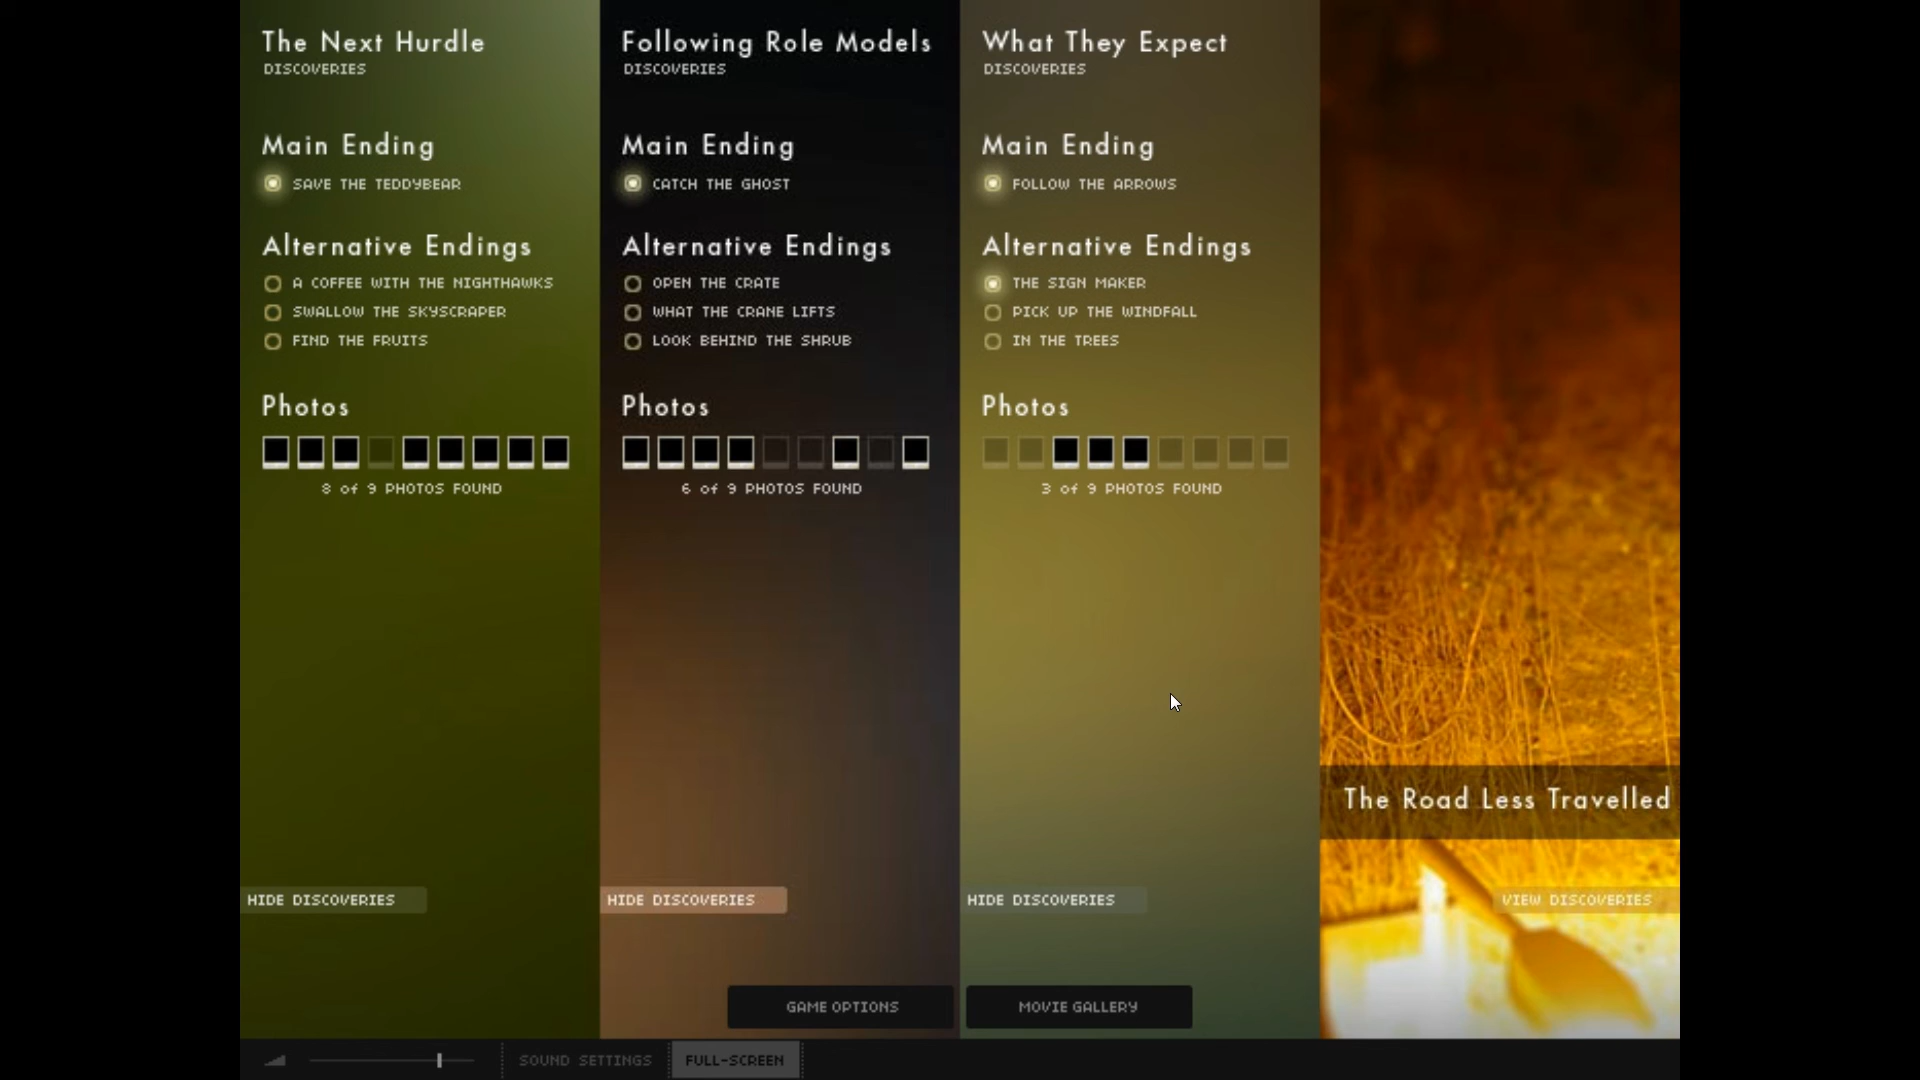 The Next Hurdle
DISCOVERIES
Main Ending
SAVE THE TEDDYBEAR
Alternative Endings
A COFFEE WITH THE NIGHTHAWKS
SWALLOW THE SKYSCRAPER
FIND THE FRUITS
Photos
8 of 9 PHOTOS FOUND
HIDE DISCOVERIES
Following Role Models
DISCOVERIES
Main Ending
CATCH THE GHOST
Alternative Endings
OPEN THE CRATE
WHAT THE CRANE LIFTS
LOOK BEHIND THE SHRUB
Photos
6 of 9 PHOTOS FOUND
HIDE DISCOVERIES
What They Expect
DISCOVERIES
Main Ending
FOLLOW THE ARROWS
Alternative Endings
THE SIGN MAKER
PICK UP THE WINDFALL
IN THE TREES
Photos
3 of 9 PHOTOS FOUND
HIDE DISCOVERIES
The Road Less Travelled
VIEW DISCOVERIES
GAME OPTIONS
MOVIE GALLERY
SOUND SETTINGS
FULL-SCREEN